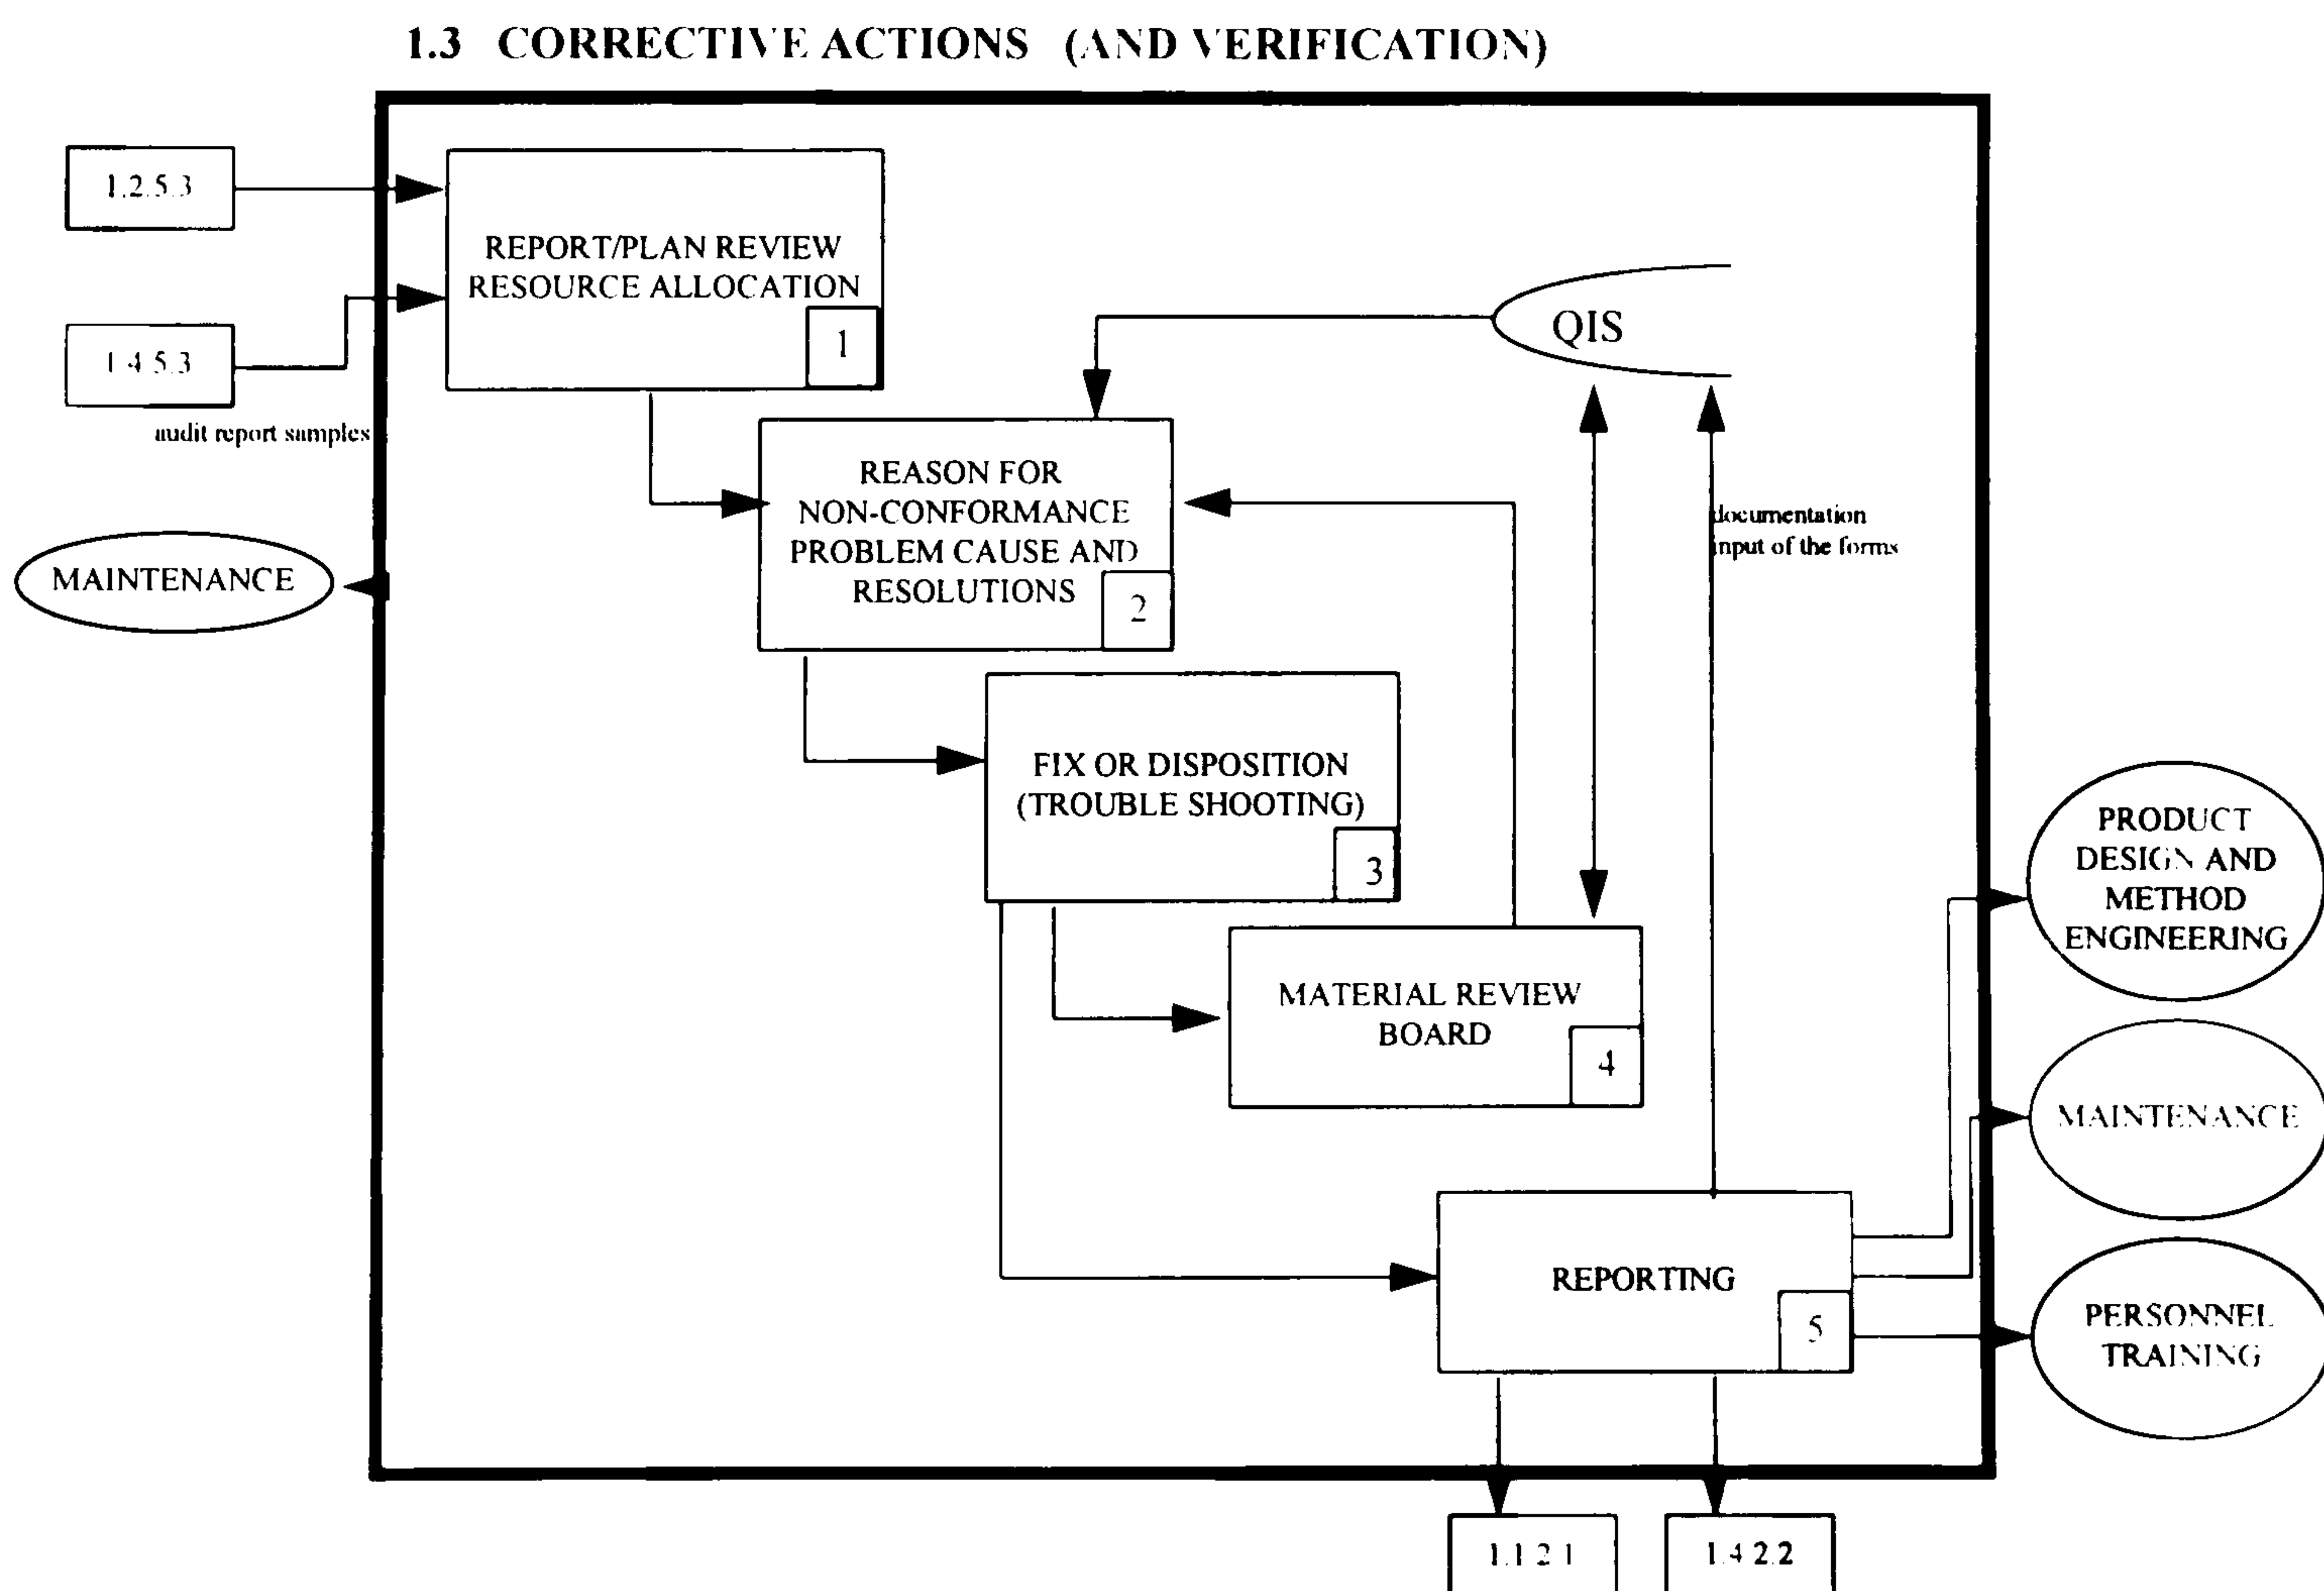 1.3 CORRECTIVE ACTIONS (AND VERIFICATION)
1.2.5.3
REPORT/PLAN REVIEW
RESOURCE ALLOCATION
1
1.4.5.3
audit report samples
QIS
REASON FOR
NON-CONFORMANCE
PROBLEM CAUSE AND
RESOLUTIONS
2
documentation
input of the forms
MAINTENANCE
FIX OR DISPOSITION
(TROUBLE SHOOTING)
3
PRODUCT
DESIGN AND
METHOD
ENGINEERING
MATERIAL REVIEW
BOARD
4
MAINTENANCE
REPORTING
5
PERSONNEL
TRAINING
1.1.2.1
1.4.2.2